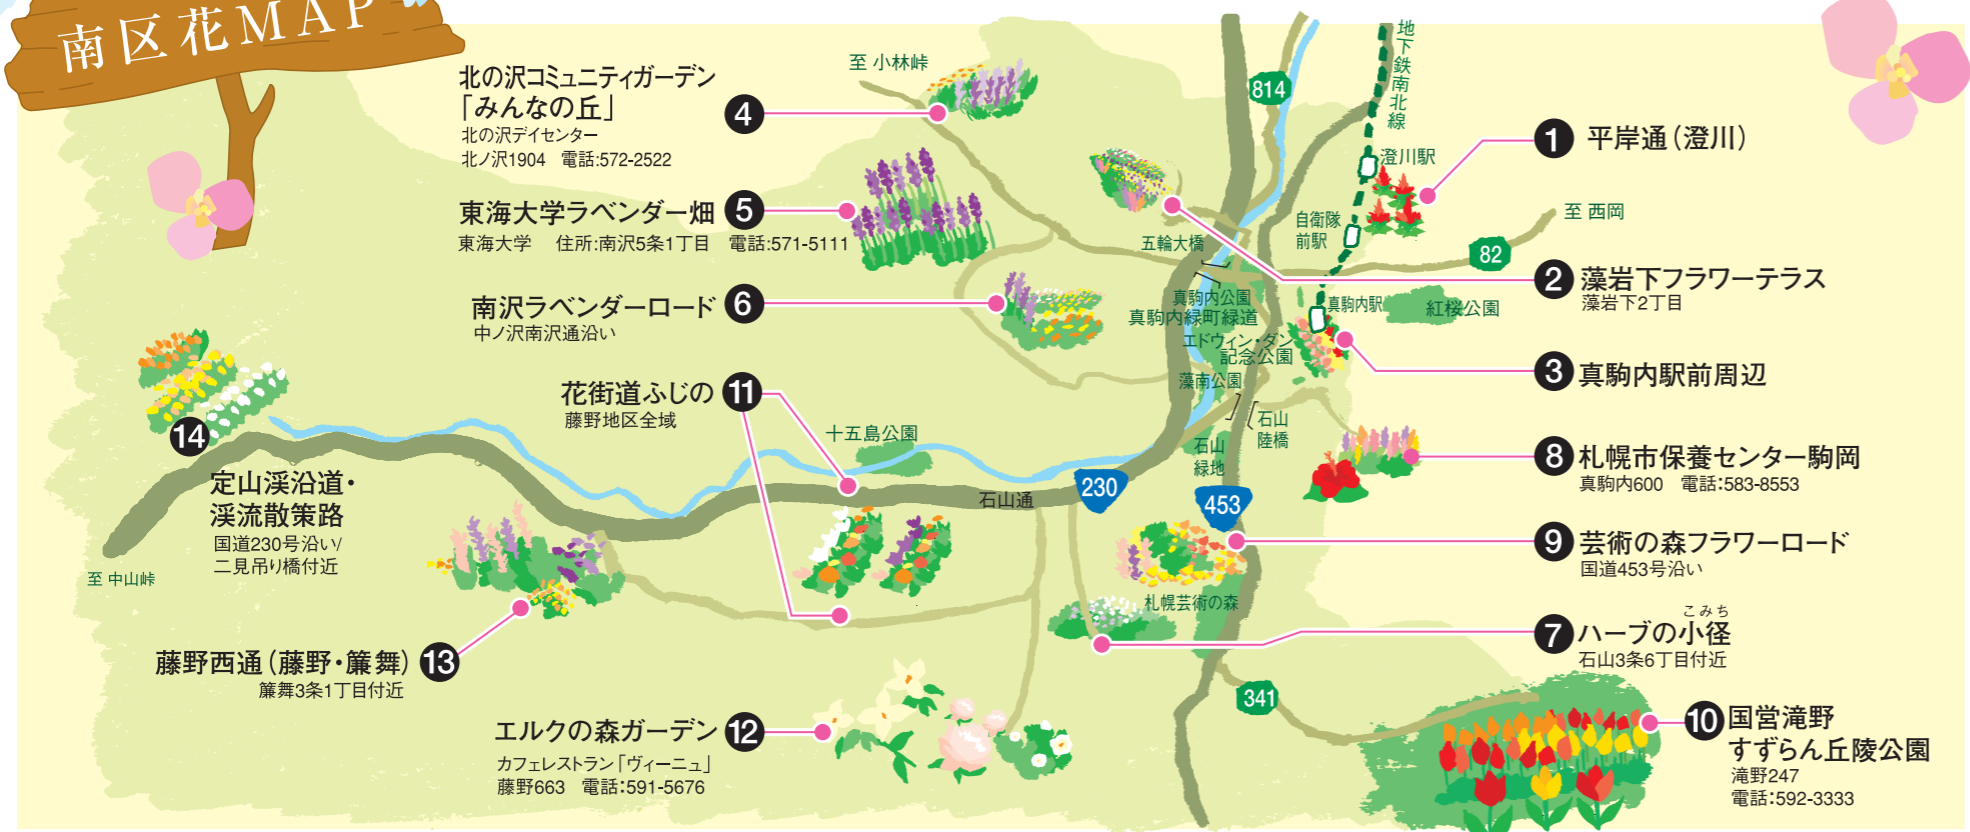 南区花MAP
北の沢コミュニティガーデン
「みんなの丘」
北の沢デイセンター
北ノ沢1904 電話:572-2522
4
東海大学ラベンダー畑
5
東海大学 住所:南沢5条1丁目 電話:571-5111
南沢ラベンダーロード
6
中ノ沢南沢通沿い
花街道ふじの
11
藤野地区全域
14
定山渓沿道・
渓流散策路
国道230号沿い/
二見吊り橋付近
至 中山峠
藤野西通(藤野・簾舞)
13
簾舞3条1丁目付近
エルクの森ガーデン
12
カフェレストラン「ヴィーニュ」
藤野663 電話:591-5676
至 小林峠
814
地下鉄南北線
澄川駅
自衛隊
前駅
至 西岡
82
五輪大橋
真駒内公園
真駒内緑町緑道
エドウィン・ダン
記念公園
真駒内駅
紅桜公園
藻南公園
石山
陸橋
石山
緑地
十五島公園
石山通
230
453
札幌芸術の森
341
1
平岸通(澄川)
2
藻岩下フラワーテラス
藻岩下2丁目
3
真駒内駅前周辺
8
札幌市保養センター駒岡
真駒内600 電話:583-8553
9
芸術の森フラワーロード
国道453号沿い
こみち
7
ハーブの小径
石山3条6丁目付近
10
国営滝野
すずらん丘陵公園
滝野247
電話:592-3333